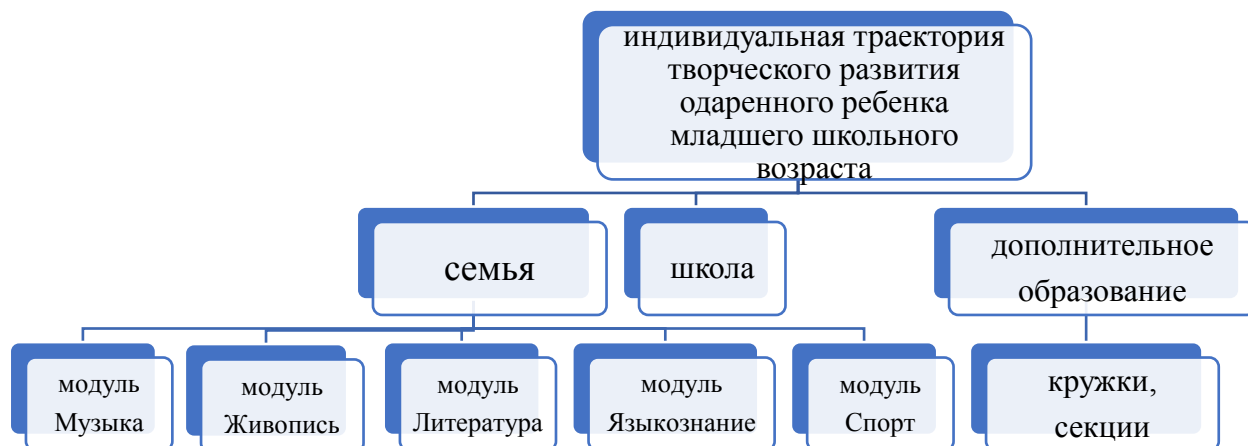 индивидуальная траектория
творческого развития
одаренного ребенка
младшего школьного
возраста
семья
школа
дополнительное
образование
модуль
Музыка
модуль
Живопись
модуль
Литература
модуль
Языкознание
модуль
Спорт
кружки,
секции